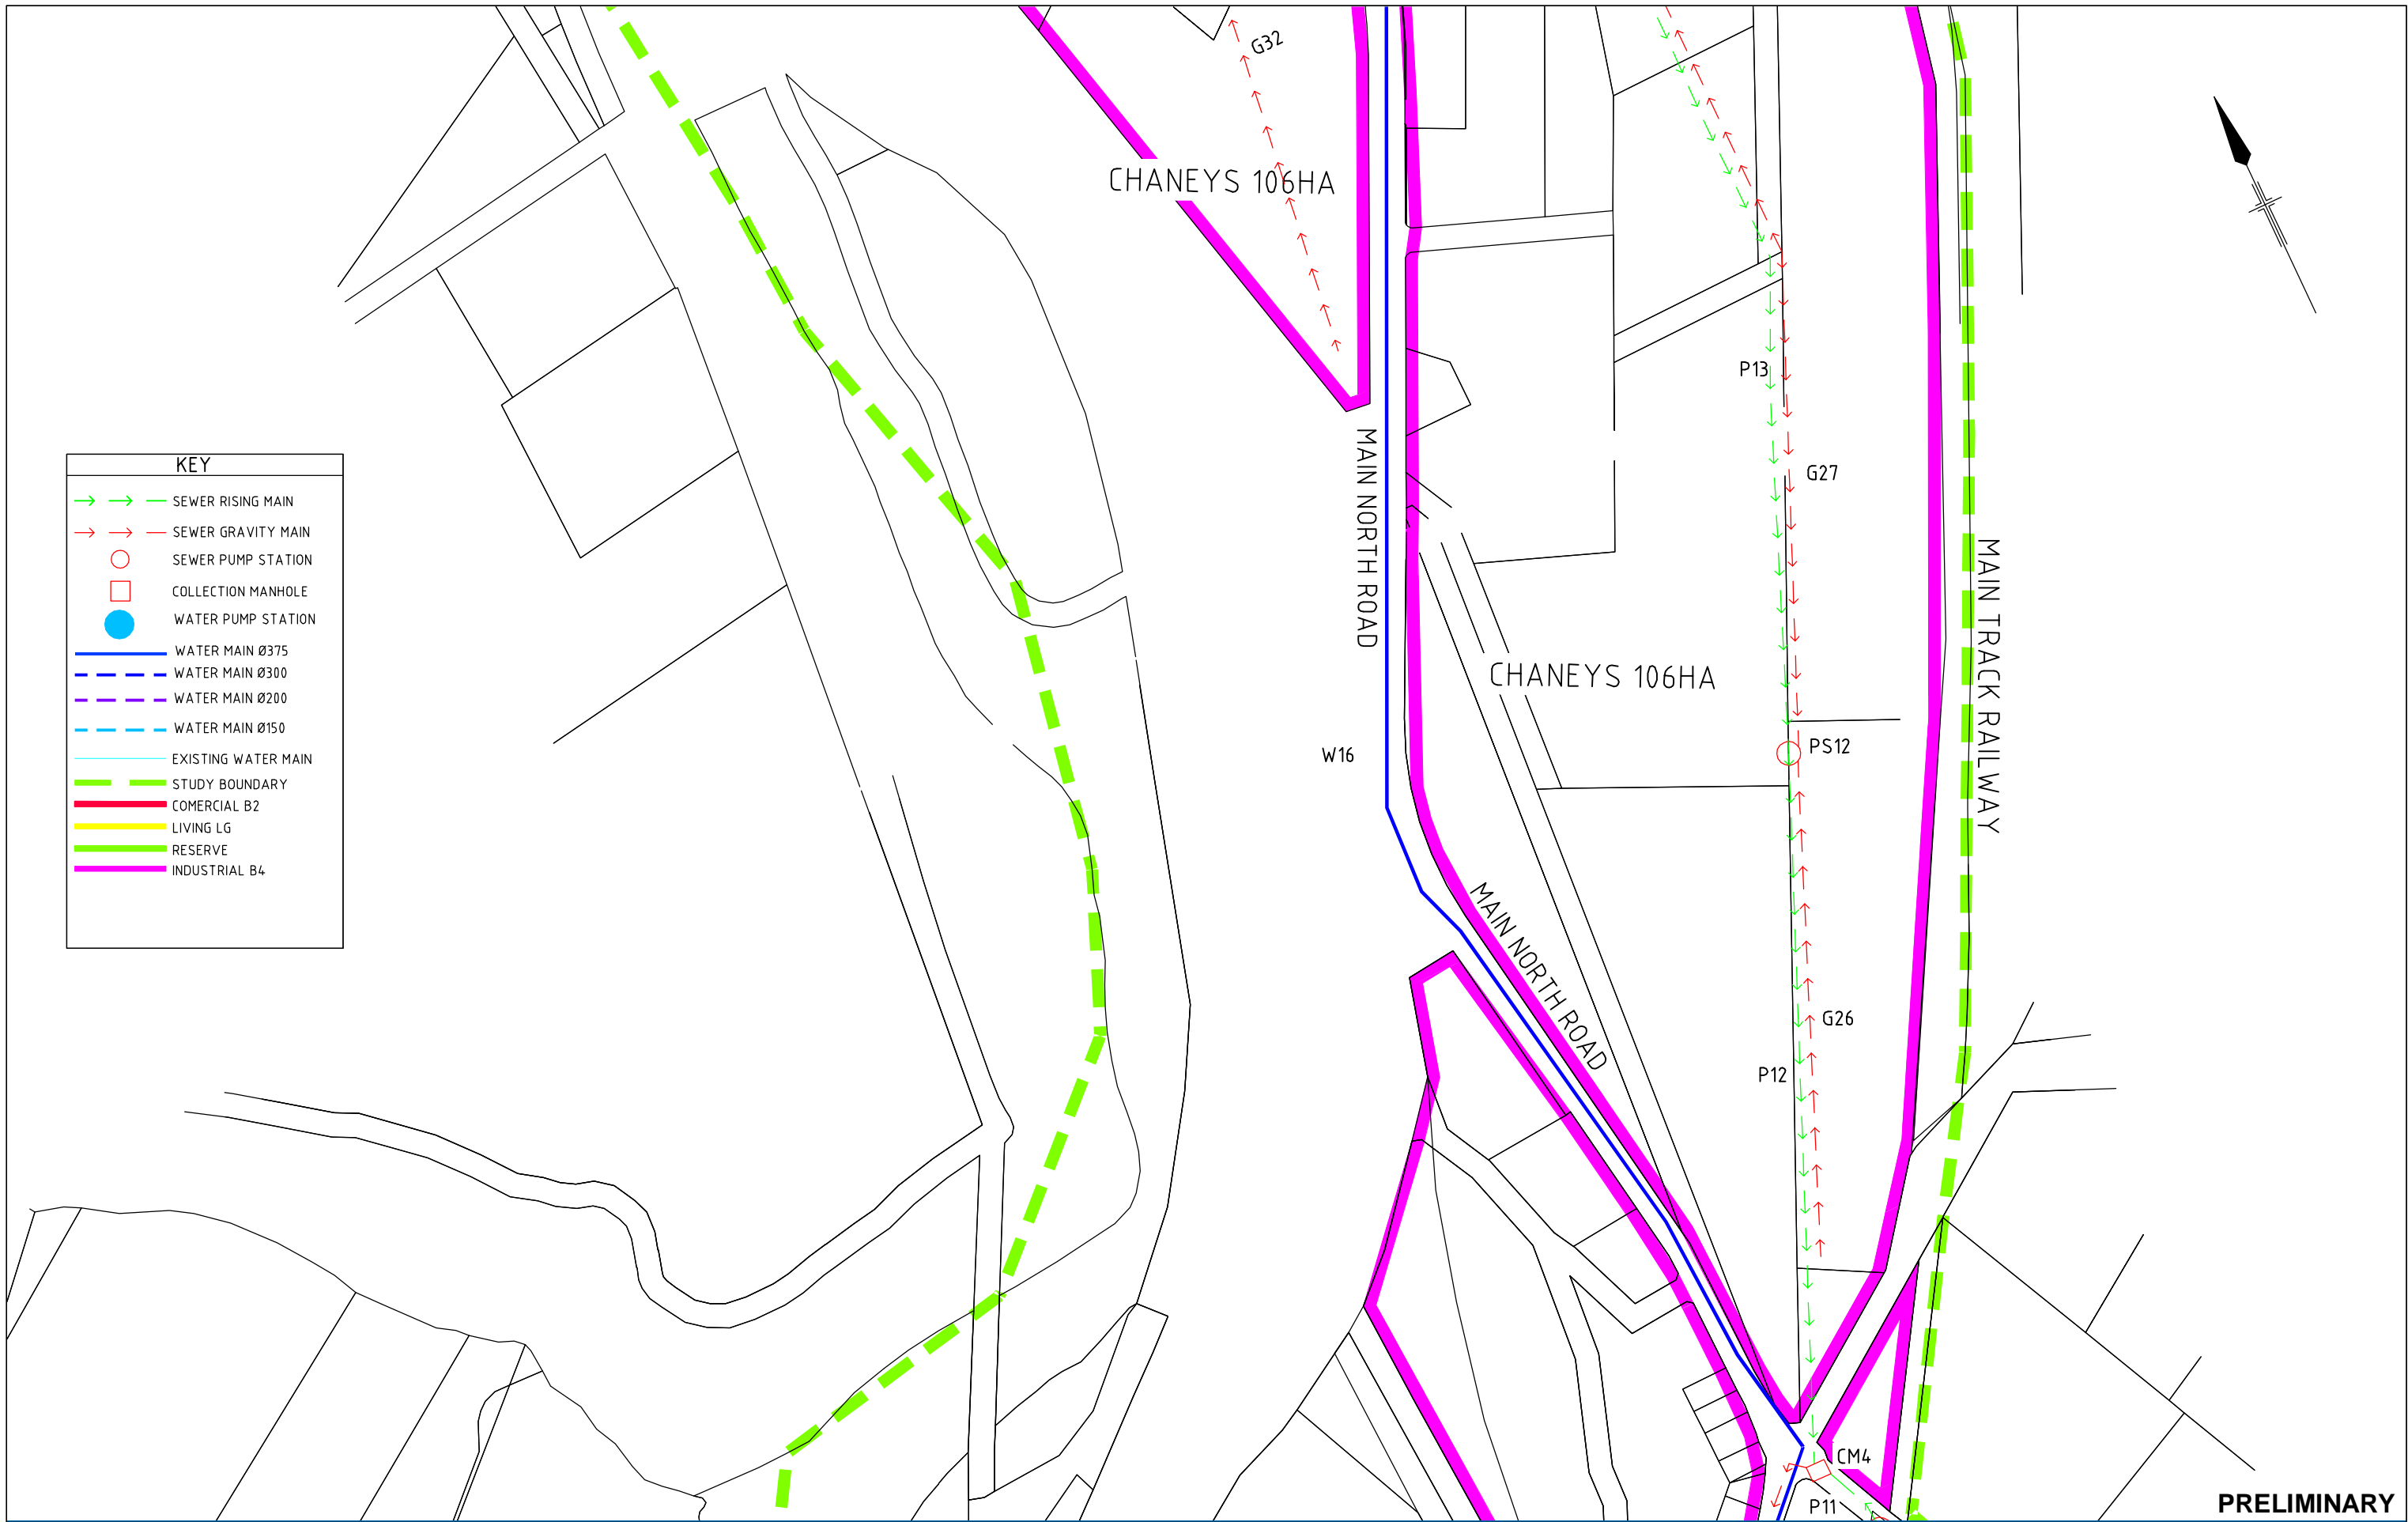 G32
CHANEYS 106HA
P13
MAIN NORTH ROAD
G27
KEY
SEWER RISING MAIN
SEWER GRAVITY MAIN
SEWER PUMP STATION
COLLECTION MANHOLE
WATER PUMP STATION
WATER MAIN Ø375
WATER MAIN Ø300
WATER MAIN Ø200
WATER MAIN Ø150
EXISTING WATER MAIN
STUDY BOUNDARY
COMERCIAL B2
LIVING LG
RESERVE
INDUSTRIAL B4
MAIN TRACK RAILWAY
CHANEYS 106HA
W16
PS12
MAIN NORTH ROAD
G26
P12
CM4
P11
PRELIMINARY